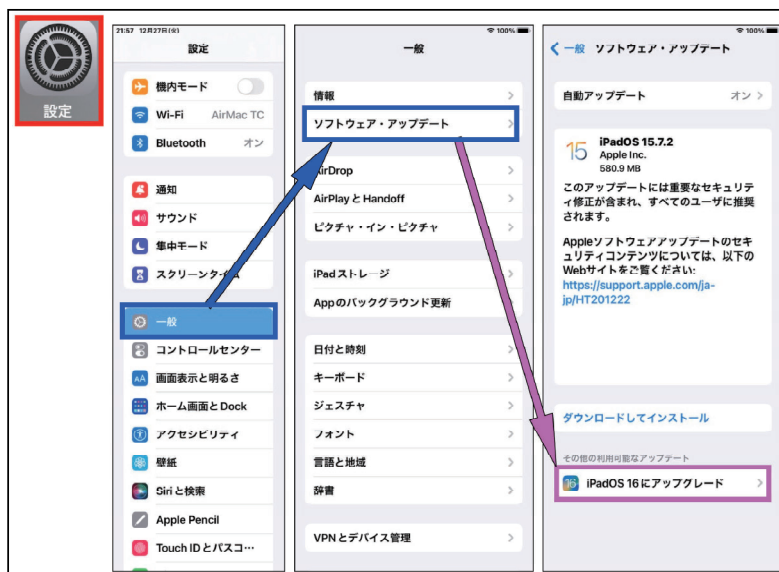 設定
21:57 12月27日(火)
設定
機内モード
Wi-Fi AirMac TC
Bluetooth オン
通知
サウンド
集中モード
スクリーンタイム
一般
コントロールセンター
画面表示と明るさ
ホーム画面とDock
アクセシビリティ
壁紙
Siriと検索
Apple Pencil
Touch IDとパスコ…
100%
一般
情報
ソフトウェア・アップデート
AirDrop
AirPlayとHandoff
ピクチャ・イン・ピクチャ
iPadストレージ
Appのバックグラウンド更新
日付と時刻
キーボード
ジェスチャ
フォント
言語と地域
辞書
VPNとデバイス管理
100%
一般 ソフトウェア・アップデート
自動アップデート オン
15
iPadOS 15.7.2
Apple Inc.
580.9 MB
このアップデートには重要なセキュリテ
ィ修正が含まれ、すべてのユーザに推奨
されます。
Appleソフトウェアアップデートのセキ
ュリティコンテンツについては、以下の
Webサイトをご覧ください:
https://support.apple.com/ja-
jp/HT201222
ダウンロードしてインストール
その他の利用可能なアップデート
16 iPadOS 16にアップグレード